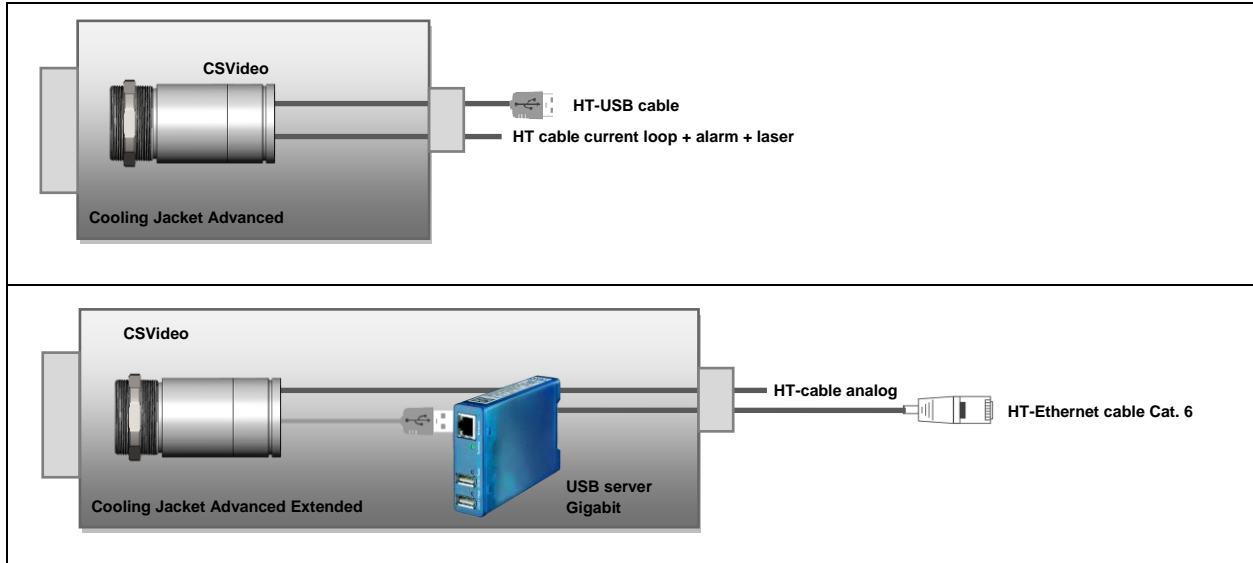 CSVideo
HT-USB cable
HT cable current loop + alarm + laser
Cooling Jacket Advanced
CSVideo
HT-cable analog
HT-Ethernet cable Cat. 6
USB server
Gigabit
Cooling Jacket Advanced Extended